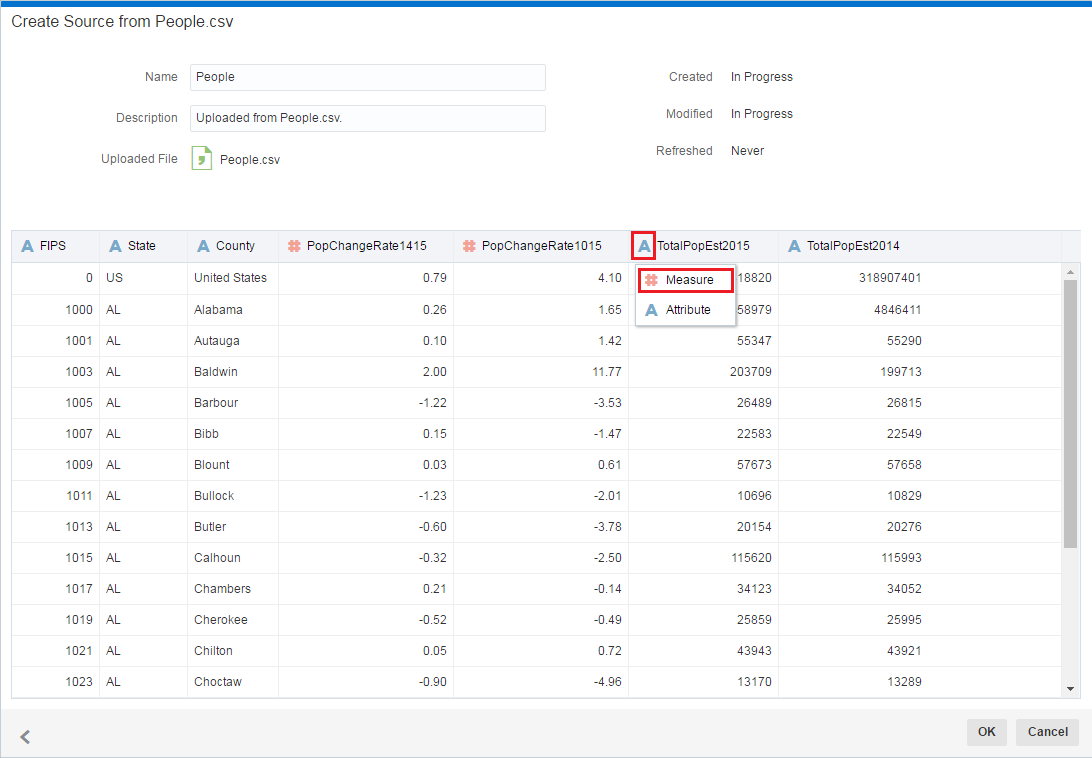 Create Source from People.csv
Name People Created In Progress
Description Uploaded from People.csv. Modified In Progress
Uploaded File People.csv Refreshed Never
A FIPS A State A County # PopChangeRate1415 # PopChangeRate1015 A TotalPopEst2015 A TotalPopEst2014
0 US United States 0.79 4.10 18820 318907401
# Measure
1000 AL Alabama 0.26 1.65 58979 4846411
A Attribute
1001 AL Autauga 0.10 1.42 55347 55290
1003 AL Baldwin 2.00 11.77 203709 199713
1005 AL Barbour -1.22 -3.53 26489 26815
1007 AL Bibb 0.15 -1.47 22583 22549
1009 AL Blount 0.03 0.61 57673 57658
1011 AL Bullock -1.23 -2.01 10696 10829
1013 AL Butler -0.60 -3.78 20154 20276
1015 AL Calhoun -0.32 -2.50 115620 115993
1017 AL Chambers 0.21 -0.14 34123 34052
1019 AL Cherokee -0.52 -0.49 25859 25995
1021 AL Chilton 0.05 0.72 43943 43921
1023 AL Choctaw -0.90 -4.96 13170 13289
OK Cancel